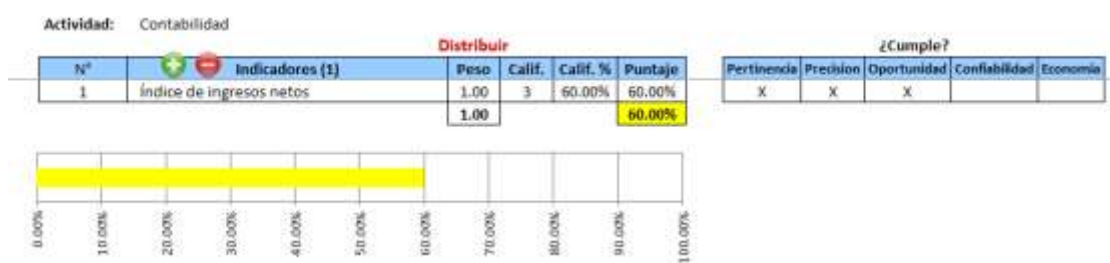 Actividad: Contabilidad
Distribuir ¿Cumple?
N° Indicadores (1) Peso Calif. Calif. % Puntaje Pertinencia Precision Oportunidad Confiabilidad Economia
1 Índice de ingresos netos 1.00 3 60.00% 60.00% X X X
1.00 60.00%
0.00% 10.00% 20.00% 30.00% 40.00% 50.00% 60.00% 70.00% 80.00% 90.00% 100.00%